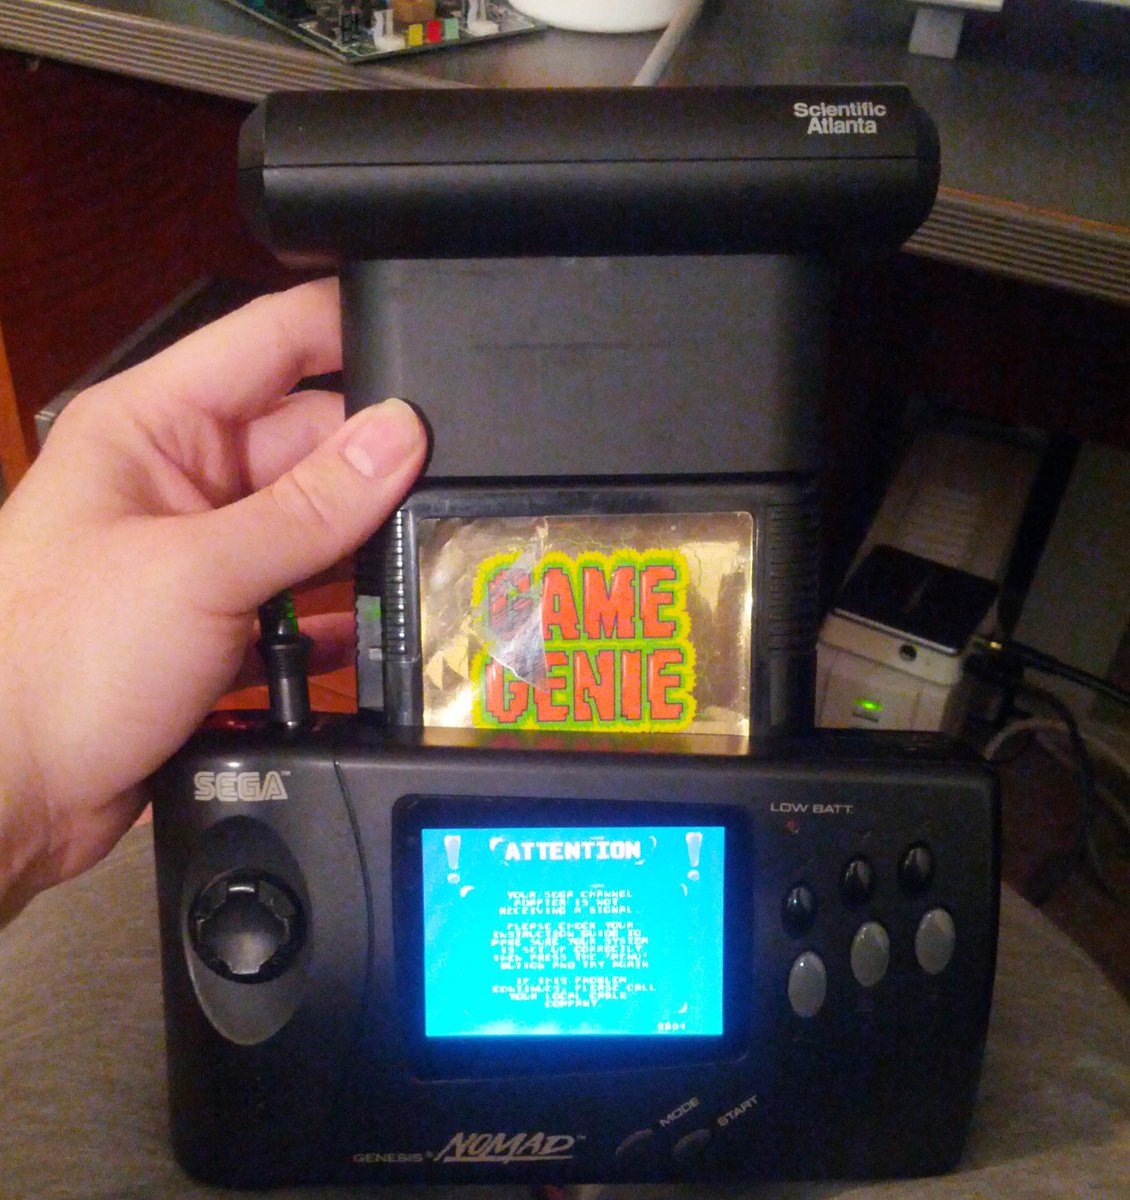 Scientific
Atlanta
GAME
GENIE
SEGA™
LOW BATT.
! ATTENTION !
YOUR SEGA CHANNEL
ADAPTER IS NOT
RECEIVING A SIGNAL.
PLEASE CHECK YOUR
INSTRUCTION GUIDE TO
MAKE SURE YOUR SYSTEM
IS SET UP CORRECTLY
THEN PRESS THE "MENU"
BUTTON AND TRY AGAIN
IF THIS PROBLEM
CONTINUES, PLEASE CALL
YOUR LOCAL CABLE
COMPANY.
MODE
START
GENESIS® NOMAD™